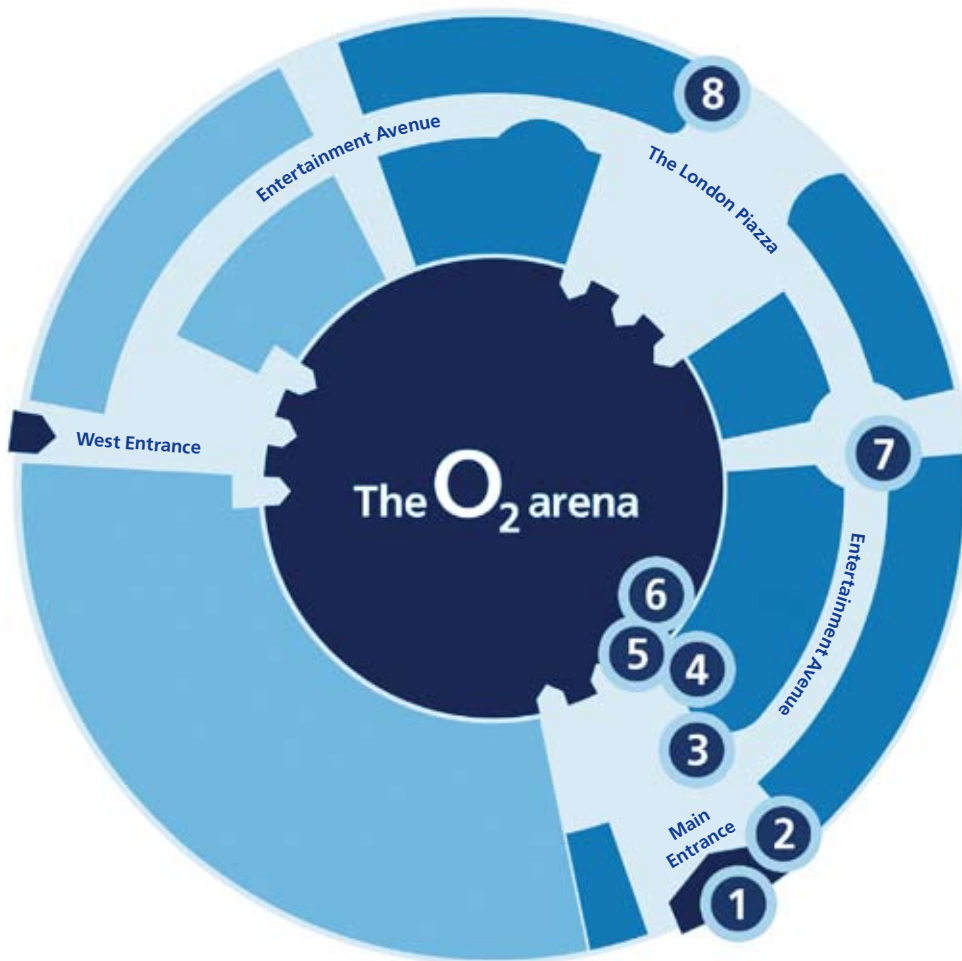 8
Entertainment Avenue
The London Piazza
West Entrance
7
The O2 arena
6
Entertainment Avenue
5
4
3
Main
Entrance
2
1